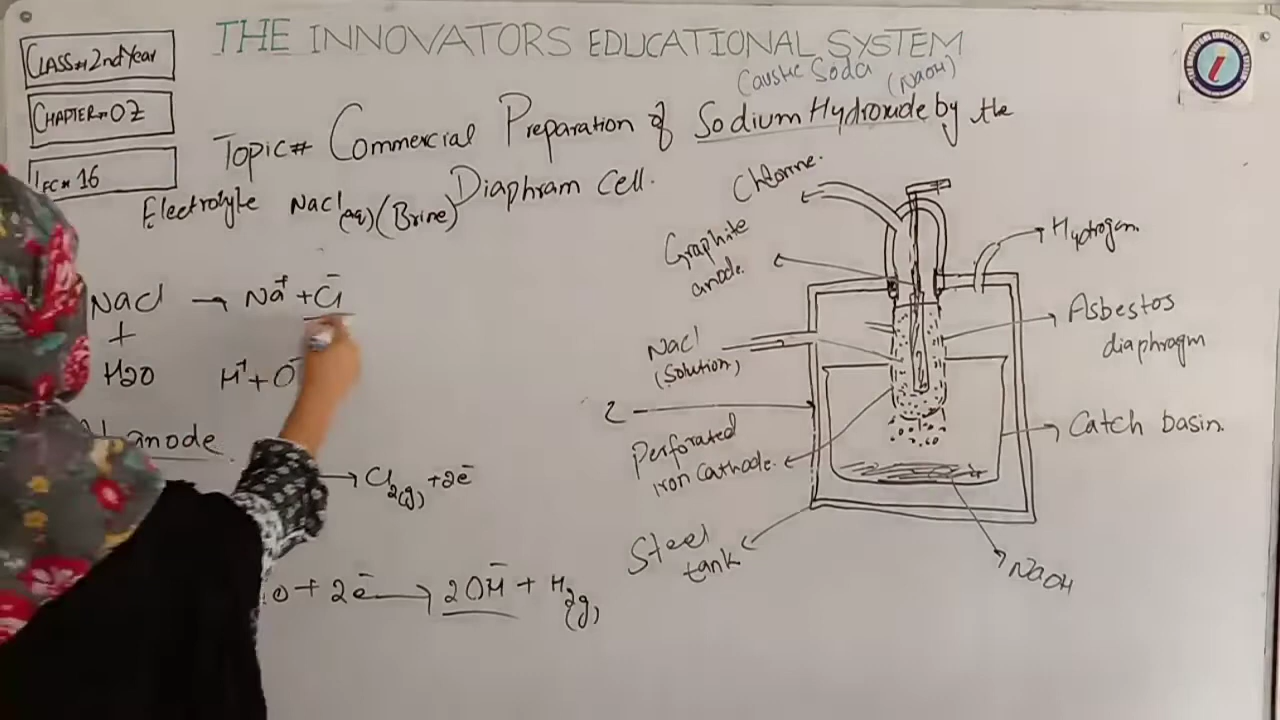 THE INNOVATORS EDUCATIONAL SYSTEM
CLASS# 2nd Year
CHAPTER# 02
LEC# 16
Caustic Soda (NaOH)
Topic# Commercial Preparation of Sodium Hydroxide by the
Diaphram Cell.
Electrolyte NaCl(aq) (Brine)
NaCl → Na⁺ + Cl⁻
+
H2O H⁺ + O
anode
→ Cl2(g) + 2e⁻
+ 2e⁻ → 2OH⁻ + H2(g)
Chlorine.
Graphite
anode.
NaCl
(Solution)
2
Perforated
iron cathode.
Steel
tank
Hydrogen
Asbestos
diaphragm
Catch basin.
NaOH